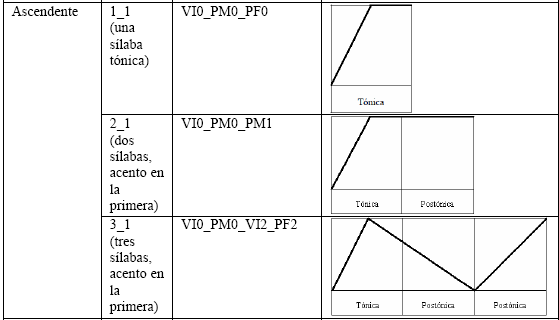 Ascendente
1_1
(una
sílaba
tónica)
VI0_PM0_PF0
Tónica
2_1
(dos
sílabas,
acento en
la
primera)
VI0_PM0_PM1
Tónica
Postónica
3_1
(tres
sílabas,
acento en
la
primera)
VI0_PM0_VI2_PF2
Tónica
Postónica
Postónica